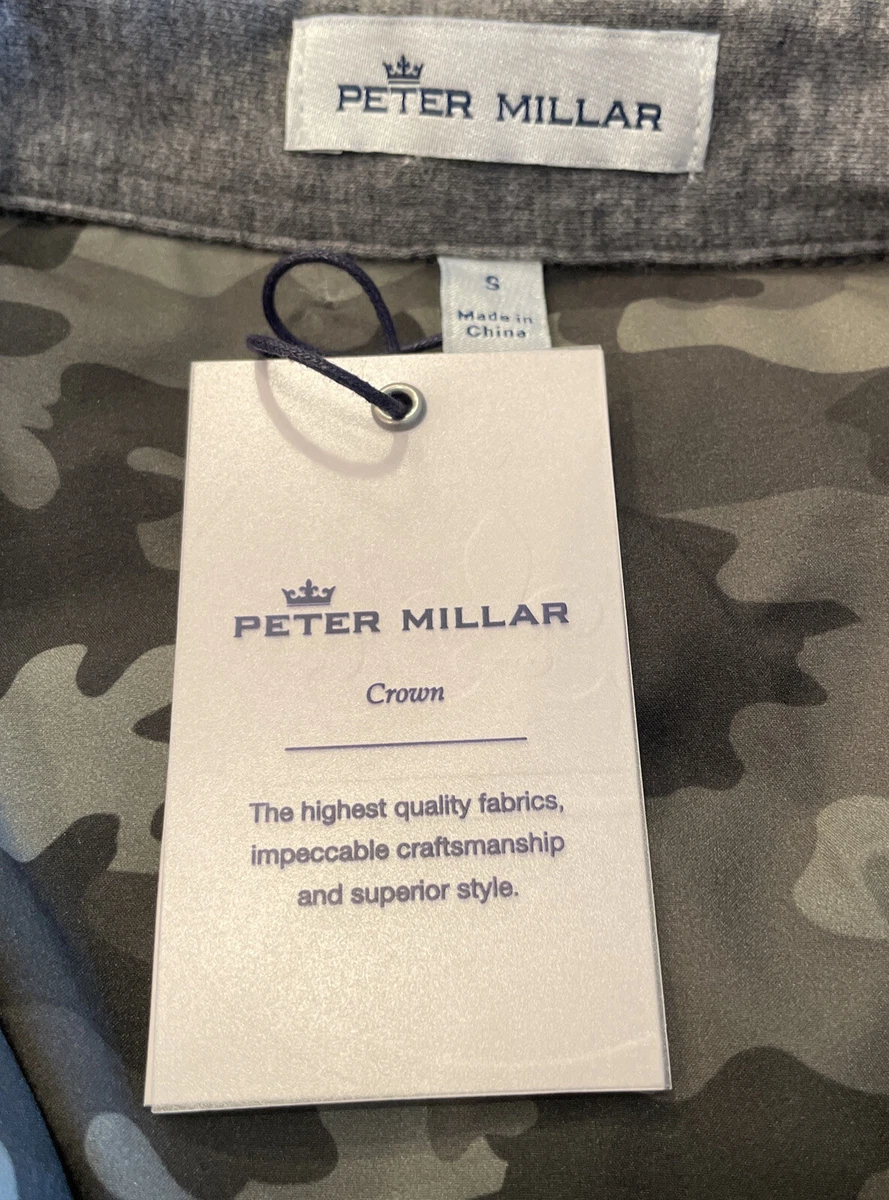 PETER MILLAR
S
Made in
China
PETER MILLAR
Crown
The highest quality fabrics,
impeccable craftsmanship
and superior style.